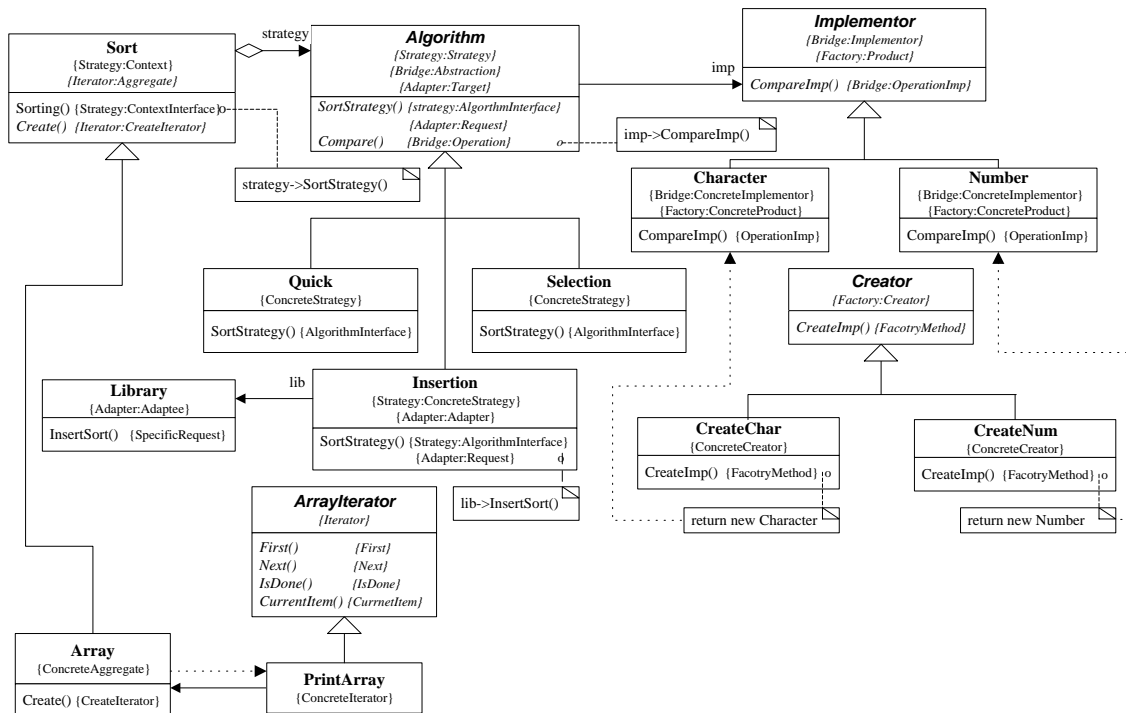 Sort
{Strategy:Context}
{Iterator:Aggregate}
Sorting() {Strategy:ContextInterface}o
Create() {Iterator:CreateIterator}
strategy
Algorithm
{Strategy:Strategy}
{Bridge:Abstraction}
{Adapter:Target}
SortStrategy() {strategy:AlgorthmInterface}
{Adapter:Request}
Compare() {Bridge:Operation} o
imp
Implementor
{Bridge:Implementor}
{Factory:Product}
CompareImp() {Bridge:OperationImp}
strategy->SortStrategy()
imp->CompareImp()
Character
{Bridge:ConcreteImplementor}
{Factory:ConcreteProduct}
CompareImp() {OperationImp}
Number
{Bridge:ConcreteImplementor}
{Factory:ConcreteProduct}
CompareImp() {OperationImp}
Quick
{ConcreteStrategy}
SortStrategy() {AlgorithmInterface}
Selection
{ConcreteStrategy}
SortStrategy() {AlgorithmInterface}
Creator
{Factory:Creator}
CreateImp() {FacotryMethod}
Library
{Adapter:Adaptee}
InsertSort() {SpecificRequest}
lib
Insertion
{Strategy:ConcreteStrategy}
{Adapter:Adapter}
SortStrategy() {Strategy:AlgorithmInterface}
{Adapter:Request} o
lib->InsertSort()
CreateChar
{ConcreteCreator}
CreateImp() {FacotryMethod} o
return new Character
CreateNum
{ConcreteCreator}
CreateImp() {FacotryMethod} o
return new Number
ArrayIterator
{Iterator}
First() {First}
Next() {Next}
IsDone() {IsDone}
CurrentItem() {CurrnetItem}
Array
{ConcreteAggregate}
Create() {CreateIterator}
PrintArray
{ConcreteIterator}